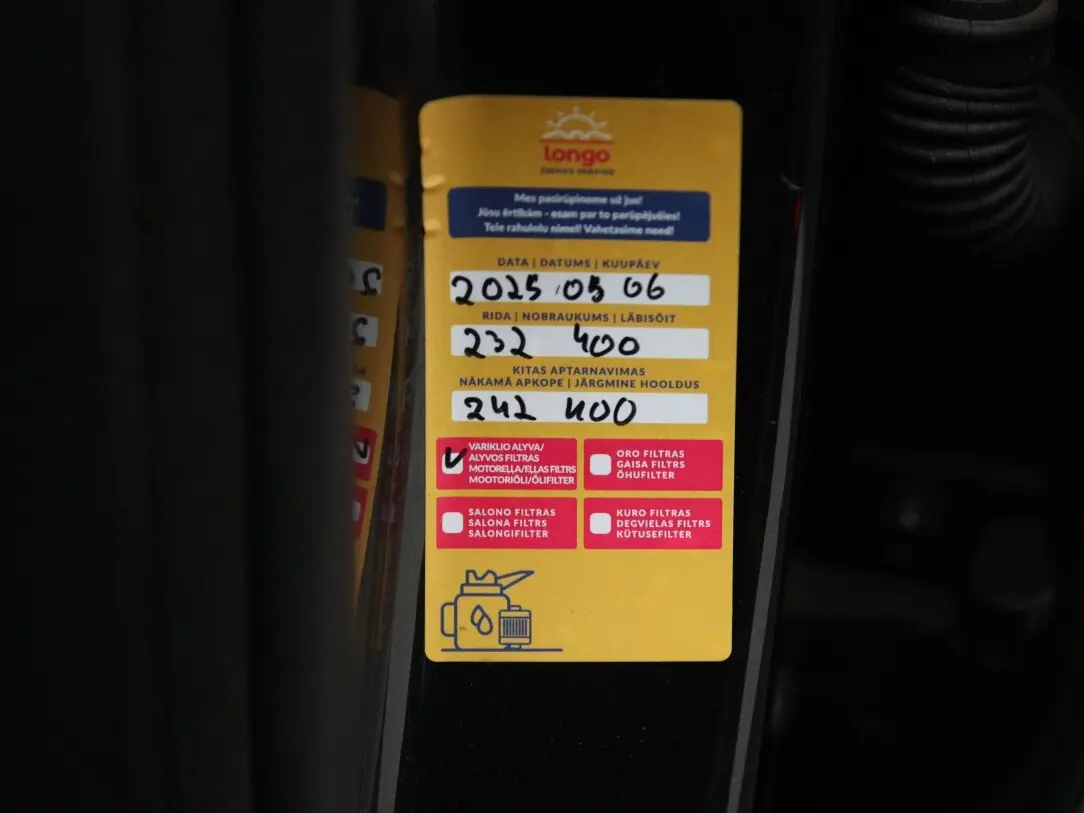 longo
Mes pasirūpinsme už jus!
Jūsu ērtībām - esam par to parūpējušies!
Teie rahulolu nimel! Vahetasime need!
DATA | DATUMS | KUUPÄEV
2025 05 06
RIDA | NOBRAUKUMS | LÄBISÕIT
232 400
KITAS APTARNAVIMAS
NĀKAMĀ APKOPE | JÄRGMINE HOOLDUS
242 400
VARIKLIO ALYVA/
ALYVOS FILTRAS
MOTOREĻĻA/EĻĻAS FILTRS
MOOTORIÕLI/ÕLIFILTER
ORO FILTRAS
GAISA FILTRS
ÕHUFILTER
SALONO FILTRAS
SALONA FILTRS
SALONGIFILTER
KURO FILTRAS
DEGVIELAS FILTRS
KÜTUSEFILTER